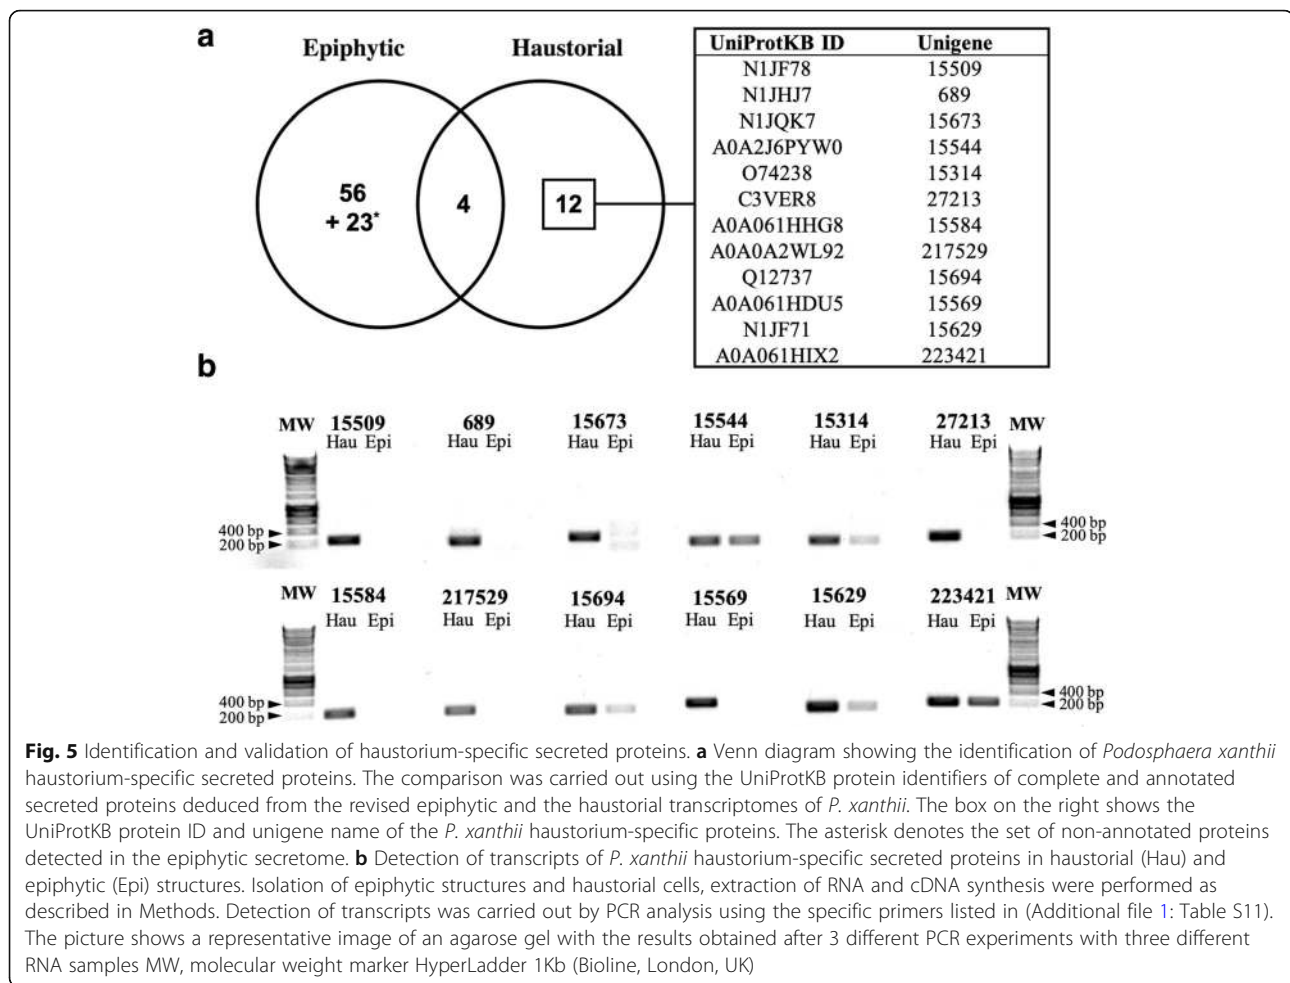 a
Epiphytic
Haustorial
56
+ 23*
4
12
UniProtKB ID Unigene
N1JF78 15509
N1JHJ7 689
N1JQK7 15673
A0A2J6PYW0 15544
O74238 15314
C3VER8 27213
A0A061HHG8 15584
A0A0A2WL92 217529
Q12737 15694
A0A061HDU5 15569
N1JF71 15629
A0A061HIX2 223421
b
MW 15509 689 15673 15544 15314 27213 MW
Hau Epi Hau Epi Hau Epi Hau Epi Hau Epi Hau Epi
400 bp 400 bp
200 bp 200 bp
MW 15584 217529 15694 15569 15629 223421 MW
Hau Epi Hau Epi Hau Epi Hau Epi Hau Epi Hau Epi
400 bp 400 bp
200 bp 200 bp
Fig. 5 Identification and validation of haustorium-specific secreted proteins. a Venn diagram showing the identification of Podosphaera xanthii
haustorium-specific secreted proteins. The comparison was carried out using the UniProtKB protein identifiers of complete and annotated
secreted proteins deduced from the revised epiphytic and the haustorial transcriptomes of P. xanthii. The box on the right shows the
UniProtKB protein ID and unigene name of the P. xanthii haustorium-specific proteins. The asterisk denotes the set of non-annotated proteins
detected in the epiphytic secretome. b Detection of transcripts of P. xanthii haustorium-specific secreted proteins in haustorial (Hau) and
epiphytic (Epi) structures. Isolation of epiphytic structures and haustorial cells, extraction of RNA and cDNA synthesis were performed as
described in Methods. Detection of transcripts was carried out by PCR analysis using the specific primers listed in (Additional file 1: Table S11).
The picture shows a representative image of an agarose gel with the results obtained after 3 different PCR experiments with three different
RNA samples MW, molecular weight marker HyperLadder 1Kb (Bioline, London, UK)